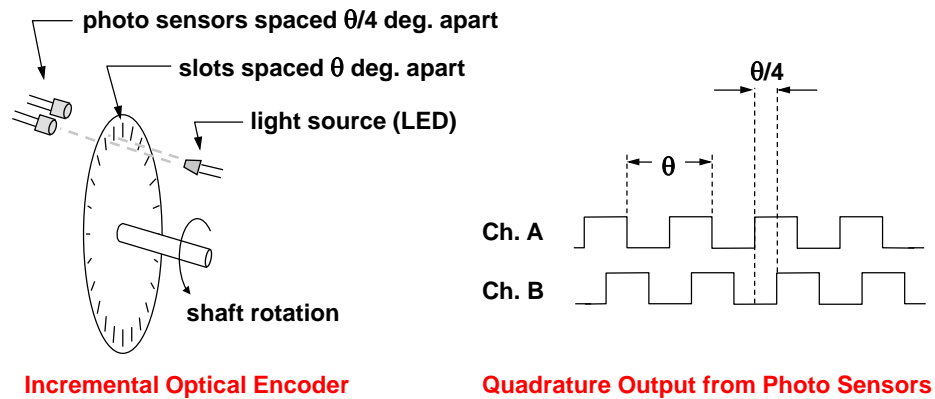 photo sensors spaced θ/4 deg. apart
slots spaced θ deg. apart
light source (LED)
shaft rotation
Incremental Optical Encoder
θ/4
θ
Ch. A
Ch. B
Quadrature Output from Photo Sensors